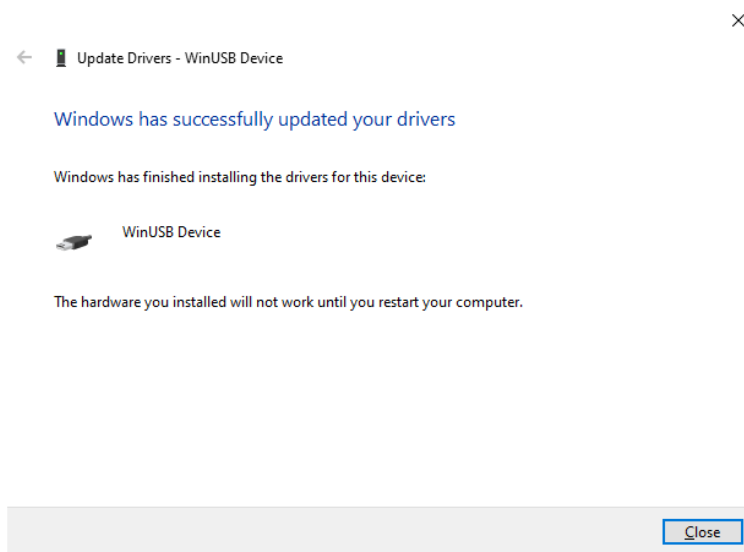 Update Drivers - WinUSB Device
Windows has successfully updated your drivers
Windows has finished installing the drivers for this device:
WinUSB Device
The hardware you installed will not work until you restart your computer.
Close